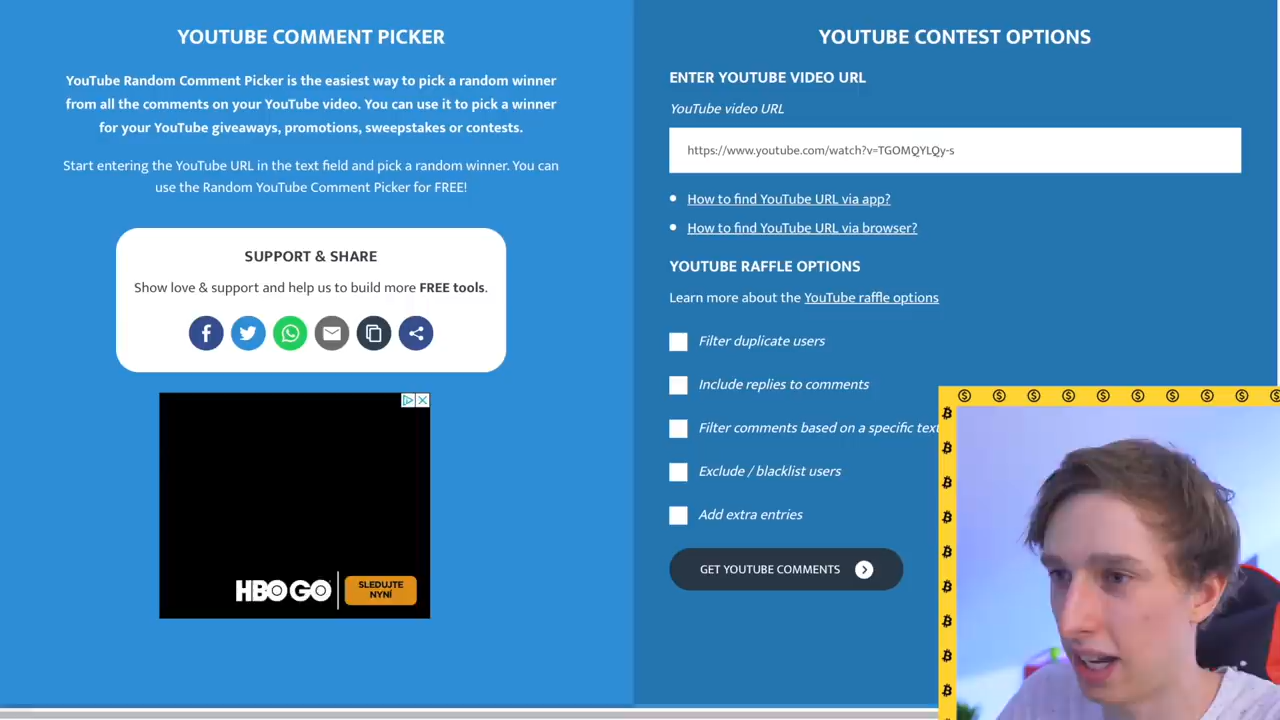 YOUTUBE COMMENT PICKER
YouTube Random Comment Picker is the easiest way to pick a random winner
from all the comments on your YouTube video. You can use it to pick a winner
for your YouTube giveaways, promotions, sweepstakes or contests.
Start entering the YouTube URL in the text field and pick a random winner. You can
use the Random YouTube Comment Picker for FREE!
SUPPORT & SHARE
Show love & support and help us to build more FREE tools.
HBO GO
SLEDUJTE
NYNÍ
YOUTUBE CONTEST OPTIONS
ENTER YOUTUBE VIDEO URL
YouTube video URL
https://www.youtube.com/watch?v=TGOMQYLQy-s
How to find YouTube URL via app?
How to find YouTube URL via browser?
YOUTUBE RAFFLE OPTIONS
Learn more about the YouTube raffle options
Filter duplicate users
Include replies to comments
Filter comments based on a specific text
Exclude / blacklist users
Add extra entries
GET YOUTUBE COMMENTS